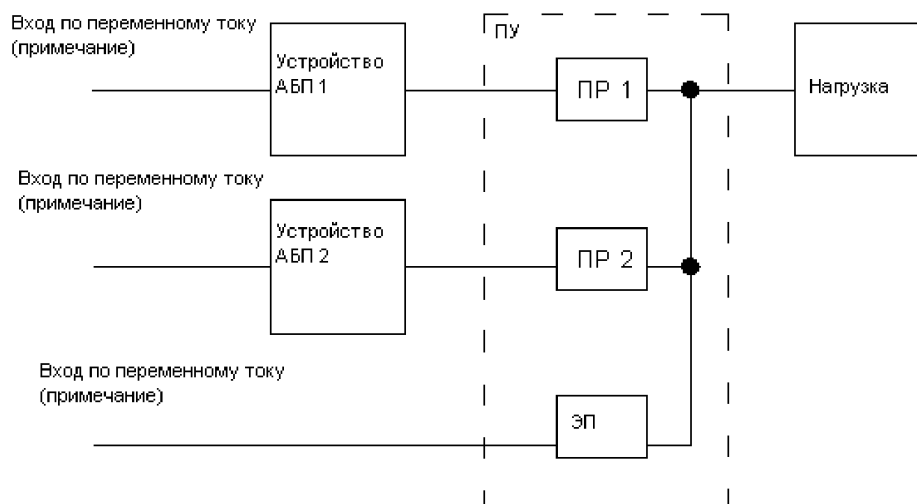 Вход по переменному току
(примечание)
Устройство
АБП 1
ПУ
ПР 1
Нагрузка
Вход по переменному току
(примечание)
Устройство
АБП 2
ПР 2
Вход по переменному току
(примечание)
ЭП